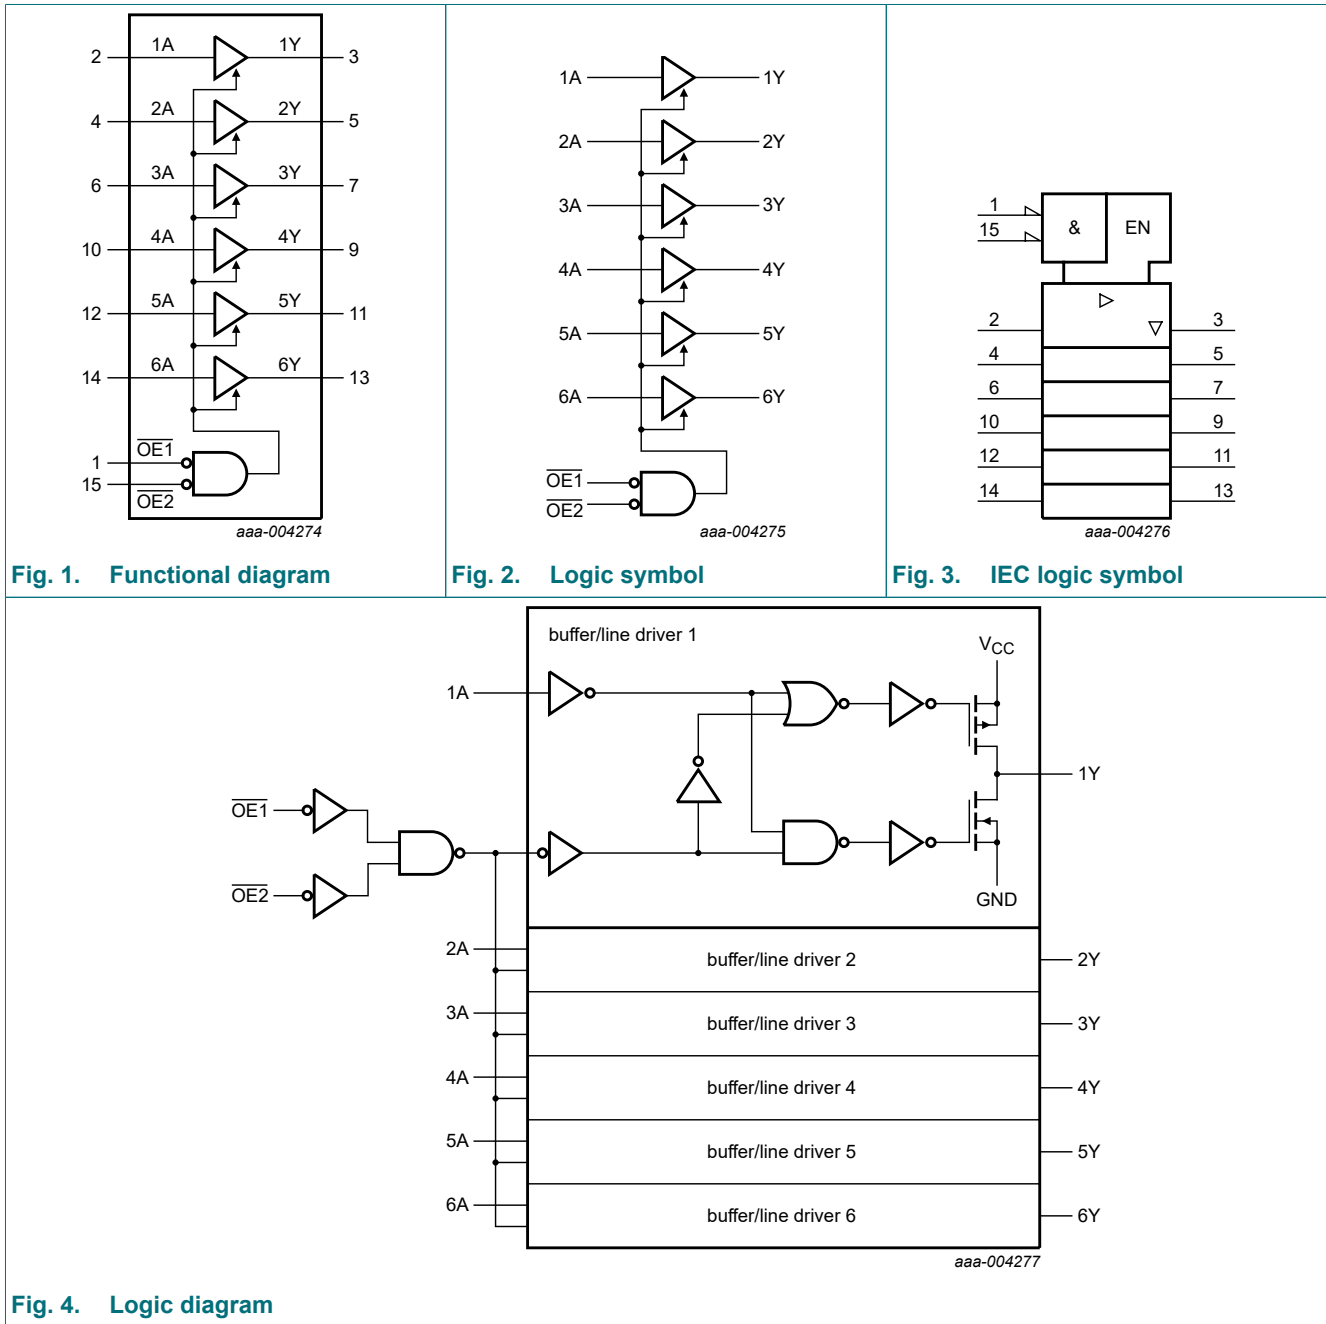 2 1A 1Y 3
4 2A 2Y 5
6 3A 3Y 7
10 4A 4Y 9
12 5A 5Y 11
14 6A 6Y 13
1 O̅E̅1̅
15 O̅E̅2̅
aaa-004274
Fig. 1. Functional diagram
1A 1Y
2A 2Y
3A 3Y
4A 4Y
5A 5Y
6A 6Y
O̅E̅1̅
O̅E̅2̅
aaa-004275
Fig. 2. Logic symbol
1
15
& EN
2 3
4 5
6 7
10 9
12 11
14 13
aaa-004276
Fig. 3. IEC logic symbol
buffer/line driver 1
VCC
1A
1Y
O̅E̅1̅
O̅E̅2̅
GND
2A buffer/line driver 2 2Y
3A buffer/line driver 3 3Y
4A buffer/line driver 4 4Y
5A buffer/line driver 5 5Y
6A buffer/line driver 6 6Y
aaa-004277
Fig. 4. Logic diagram